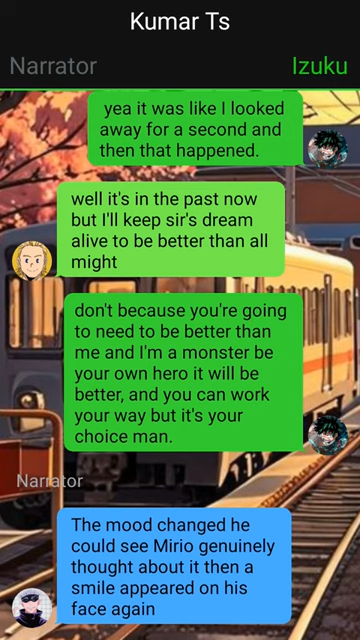 Kumar Ts
Narrator Izuku
yea it was like I looked
away for a second and
then that happened.
well it's in the past now
but I'll keep sir's dream
alive to be better than all
might
don't because you're going
to need to be better than
me and I'm a monster be
your own hero it will be
better, and you can work
your way but it's your
choice man.
Narrator
The mood changed he
could see Mirio genuinely
thought about it then a
smile appeared on his
face again